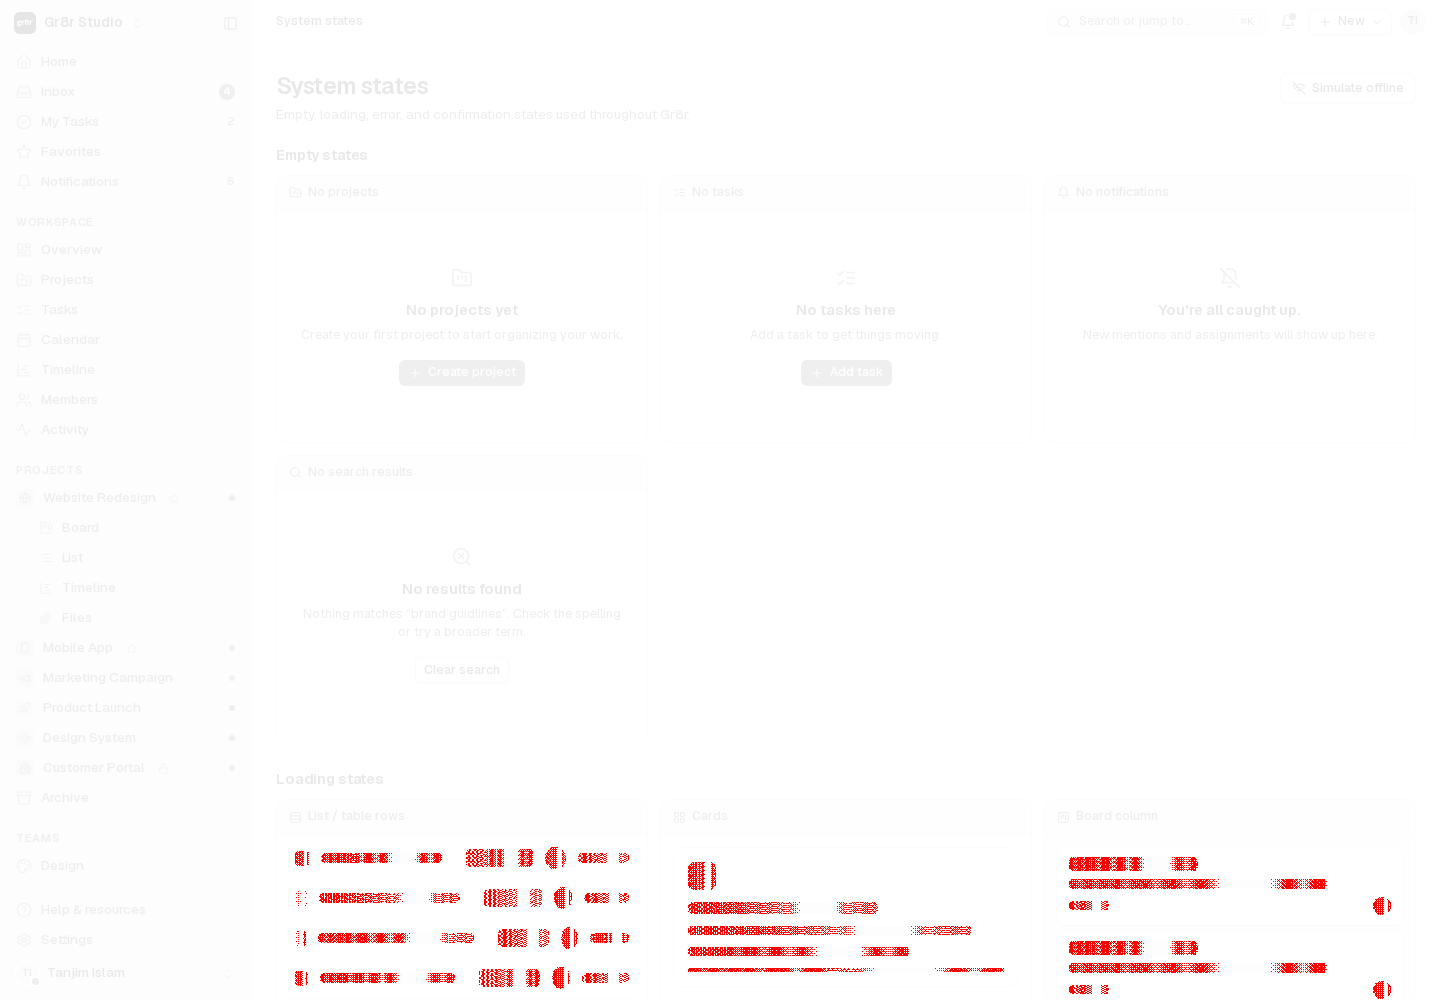 gr8r Gr8r Studio
Home
Inbox 4
My Tasks 2
Favorites
Notifications 6
WORKSPACE
Overview
Projects
Tasks
Calendar
Timeline
Members
Activity
PROJECTS
Website Redesign
Board
List
Timeline
Files
Mobile App
Marketing Campaign
Product Launch
Design System
Customer Portal
Archive
TEAMS
Design
Help & resources
Settings
TI Tanjim Islam
System states
Search or jump to... ⌘K
New
TI
System states
Simulate offline
Empty, loading, error, and confirmation states used throughout Gr8r.
Empty states
No projects
No projects yet
Create your first project to start organizing your work.
Create project
No tasks
No tasks here
Add a task to get things moving.
Add task
No notifications
You're all caught up.
New mentions and assignments will show up here.
No search results
No results found
Nothing matches “brand guidlines”. Check the spelling
or try a broader term.
Clear search
Loading states
List / table rows
Cards
Board column